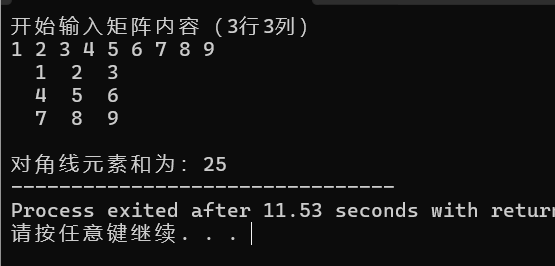 开始输入矩阵内容（3行3列）
1 2 3 4 5 6 7 8 9
1 2 3
4 5 6
7 8 9
对角线元素和为: 25
--------------------------------
Process exited after 11.53 seconds with return
请按任意键继续. . .